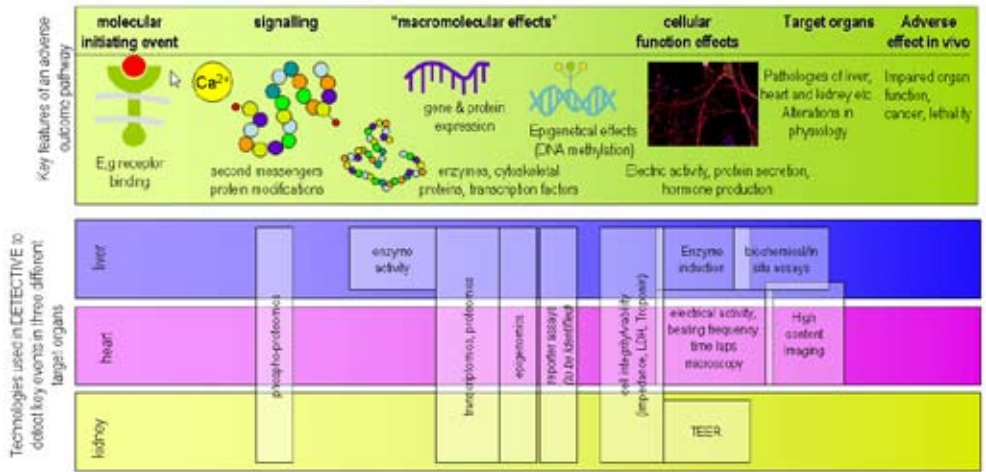 molecular
initiating event
signalling
"macromolecular effects"
cellular
function effects
Target organs
Adverse
effect in vivo
Key features of an adverse
outcome pathway
Ca2+
E,g receptor
binding
second messengers
protein modifications
gene & protein
expression
enzymes, cytoskeletal
proteins, transcription factors
Epigenetical effects
(DNA methylation)
Electric activity, protein secretion,
hormone production
Pathologies of liver,
heart and kidney etc
Alterations in
physiology
Impaired organ
function,
cancer, lethality
Technologies used in DETECTIVE to
detect key events in three different
target organs
liver
heart
kidney
phospho-proteomics
enzyme
activity
transcriptomics, proteomics
epigenomics
reporter assays
(to be identified)
cell integrity/viability
(impedance, LDH, Troponin)
Enzyme
induction
biochemical/in
situ assays
electrical activity,
beating frequency,
time laps
microscopy
High
content
imaging
TEER